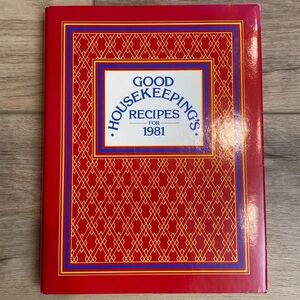 GOOD
·HOUSEKEEPING'S·
RECIPES
FOR
1981